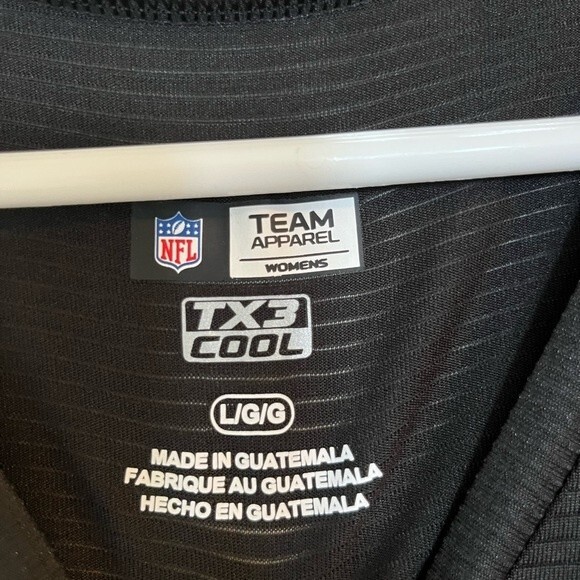 NFL
TEAM
APPAREL
WOMENS
TX3
COOL
L/G/G
MADE IN GUATEMALA
FABRIQUE AU GUATEMALA
HECHO EN GUATEMALA